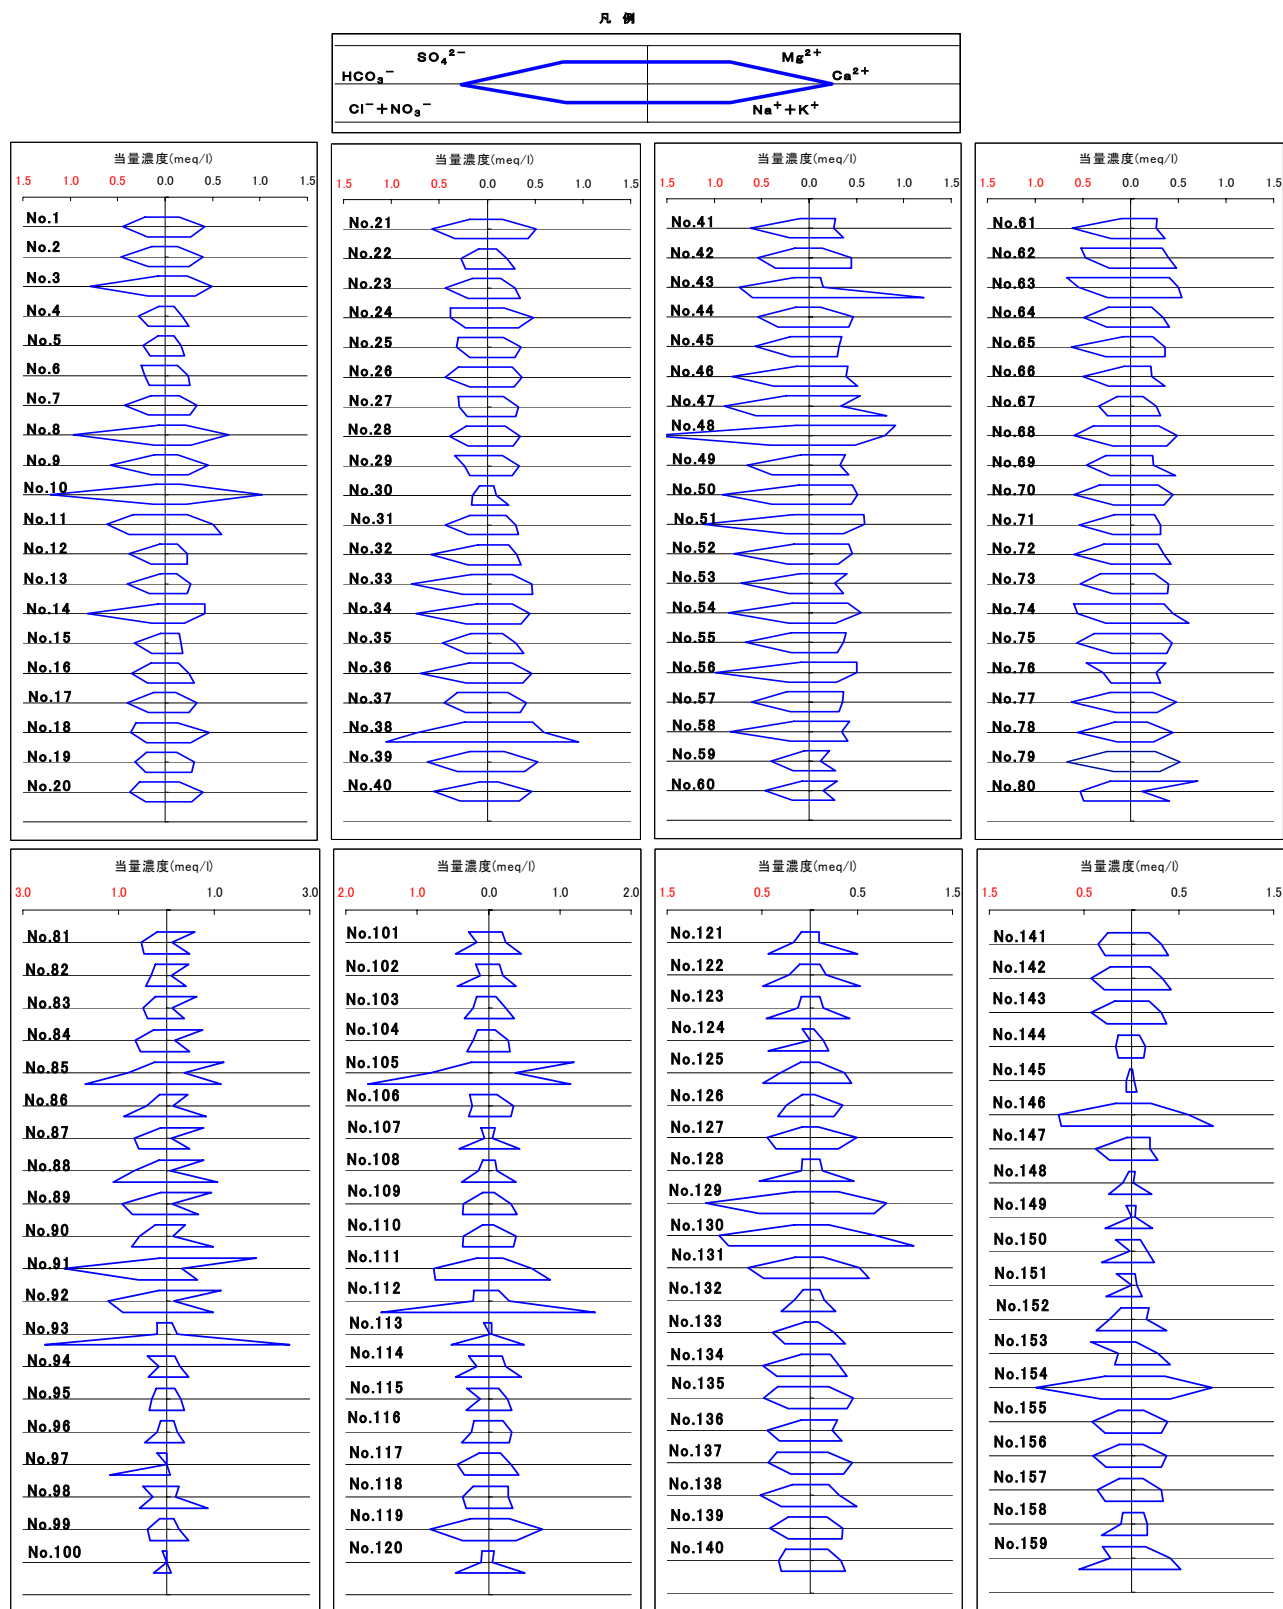 凡 例
SO₄²⁻ Mg²⁺
HCO₃⁻ Ca²⁺
Cl⁻+NO₃⁻ Na⁺+K⁺
当量濃度(meq/l)
1.5 1.0 0.5 0.0 0.5 1.0 1.5
No.1
No.2
No.3
No.4
No.5
No.6
No.7
No.8
No.9
No.10
No.11
No.12
No.13
No.14
No.15
No.16
No.17
No.18
No.19
No.20
当量濃度(meq/l)
1.5 1.0 0.5 0.0 0.5 1.0 1.5
No.21
No.22
No.23
No.24
No.25
No.26
No.27
No.28
No.29
No.30
No.31
No.32
No.33
No.34
No.35
No.36
No.37
No.38
No.39
No.40
当量濃度(meq/l)
1.5 1.0 0.5 0.0 0.5 1.0 1.5
No.41
No.42
No.43
No.44
No.45
No.46
No.47
No.48
No.49
No.50
No.51
No.52
No.53
No.54
No.55
No.56
No.57
No.58
No.59
No.60
当量濃度(meq/l)
1.5 1.0 0.5 0.0 0.5 1.0 1.5
No.61
No.62
No.63
No.64
No.65
No.66
No.67
No.68
No.69
No.70
No.71
No.72
No.73
No.74
No.75
No.76
No.77
No.78
No.79
No.80
当量濃度(meq/l)
3.0 1.0 1.0 3.0
No.81
No.82
No.83
No.84
No.85
No.86
No.87
No.88
No.89
No.90
No.91
No.92
No.93
No.94
No.95
No.96
No.97
No.98
No.99
No.100
当量濃度(meq/l)
2.0 1.0 0.0 1.0 2.0
No.101
No.102
No.103
No.104
No.105
No.106
No.107
No.108
No.109
No.110
No.111
No.112
No.113
No.114
No.115
No.116
No.117
No.118
No.119
No.120
当量濃度(meq/l)
1.5 0.5 0.5 1.5
No.121
No.122
No.123
No.124
No.125
No.126
No.127
No.128
No.129
No.130
No.131
No.132
No.133
No.134
No.135
No.136
No.137
No.138
No.139
No.140
当量濃度(meq/l)
1.5 0.5 0.5 1.5
No.141
No.142
No.143
No.144
No.145
No.146
No.147
No.148
No.149
No.150
No.151
No.152
No.153
No.154
No.155
No.156
No.157
No.158
No.159